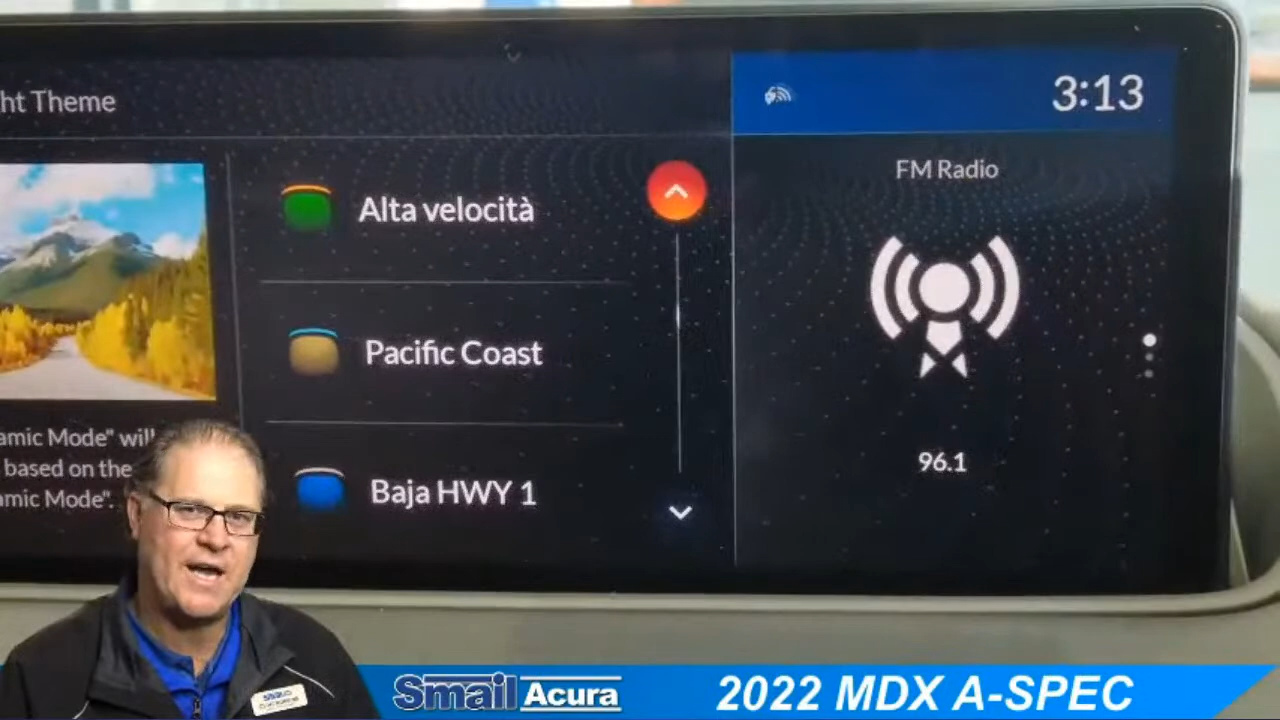 ht Theme
3:13
FM Radio
Alta velocità
Pacific Coast
amic Mode" will
based on the
amic Mode".
96.1
Baja HWY 1
Smail Acura
2022 MDX A-SPEC